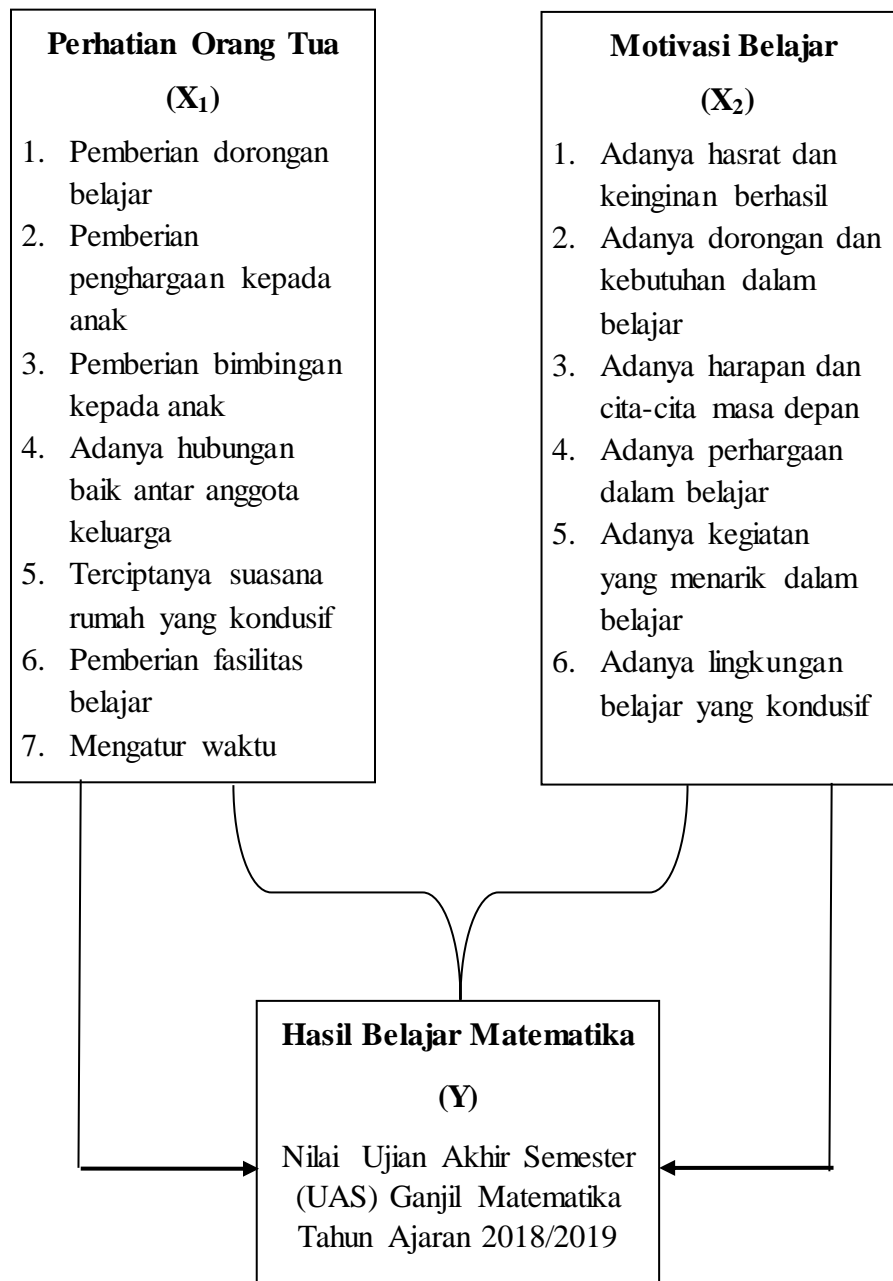 Perhatian Orang Tua
(X₁)
1. Pemberian dorongan
belajar
2. Pemberian
penghargaan kepada
anak
3. Pemberian bimbingan
kepada anak
4. Adanya hubungan
baik antar anggota
keluarga
5. Terciptanya suasana
rumah yang kondusif
6. Pemberian fasilitas
belajar
7. Mengatur waktu
Motivasi Belajar
(X₂)
1. Adanya hasrat dan
keinginan berhasil
2. Adanya dorongan dan
kebutuhan dalam
belajar
3. Adanya harapan dan
cita-cita masa depan
4. Adanya perhargaan
dalam belajar
5. Adanya kegiatan
yang menarik dalam
belajar
6. Adanya lingkungan
belajar yang kondusif
Hasil Belajar Matematika
(Y)
Nilai Ujian Akhir Semester
(UAS) Ganjil Matematika
Tahun Ajaran 2018/2019